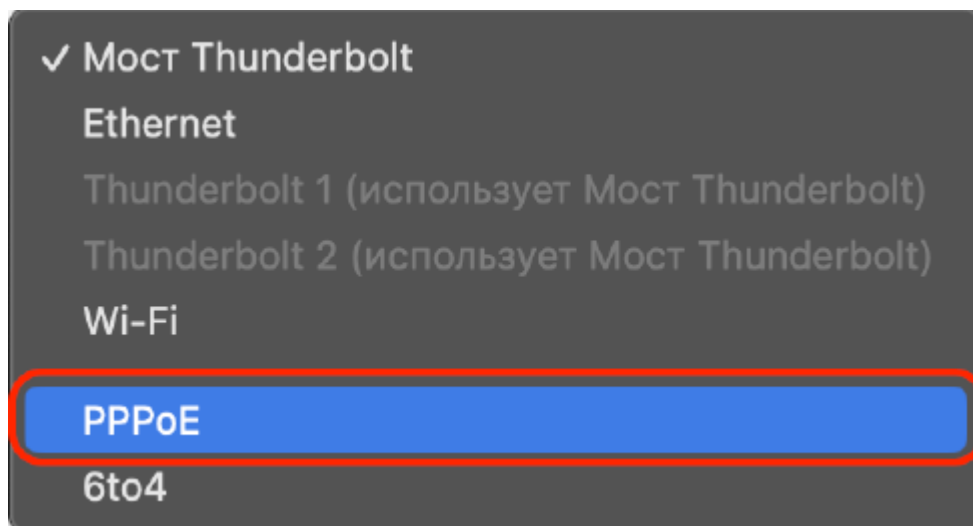 ✓ Мост Thunderbolt
Ethernet
Thunderbolt 1 (использует Мост Thunderbolt)
Thunderbolt 2 (использует Мост Thunderbolt)
Wi-Fi
PPPoE
6to4